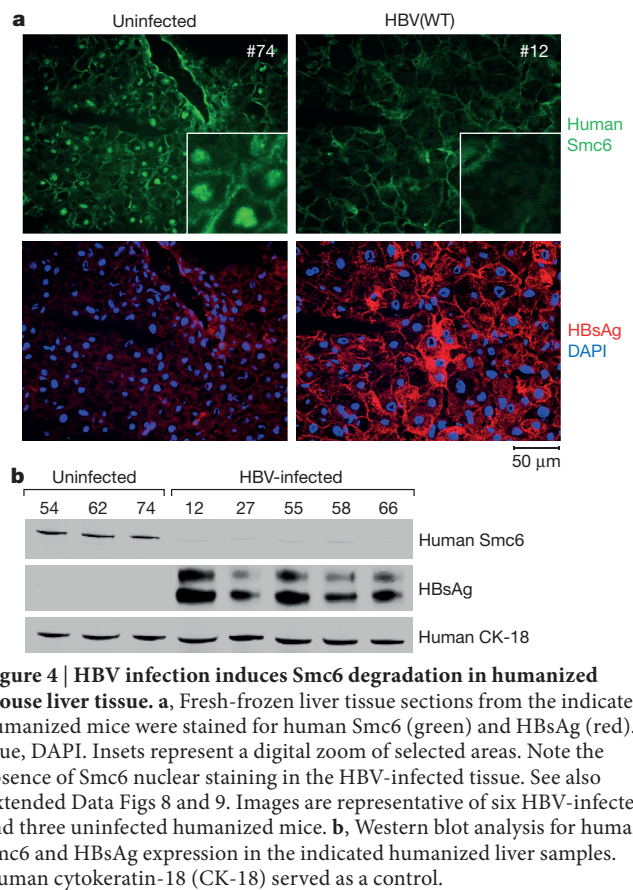 a
Uninfected HBV(WT)
#74 #12
Human
Smc6
HBsAg
DAPI
50 μm
b
Uninfected HBV-infected
54 62 74 12 27 55 58 66
Human Smc6
HBsAg
Human CK-18
igure 4 | HBV infection induces Smc6 degradation in humanized
ouse liver tissue. a, Fresh-frozen liver tissue sections from the indicate
umanized mice were stained for human Smc6 (green) and HBsAg (red).
ue, DAPI. Insets represent a digital zoom of selected areas. Note the
bsence of Smc6 nuclear staining in the HBV-infected tissue. See also
xtended Data Figs 8 and 9. Images are representative of six HBV-infecte
nd three uninfected humanized mice. b, Western blot analysis for huma
mc6 and HBsAg expression in the indicated humanized liver samples.
uman cytokeratin-18 (CK-18) served as a control.